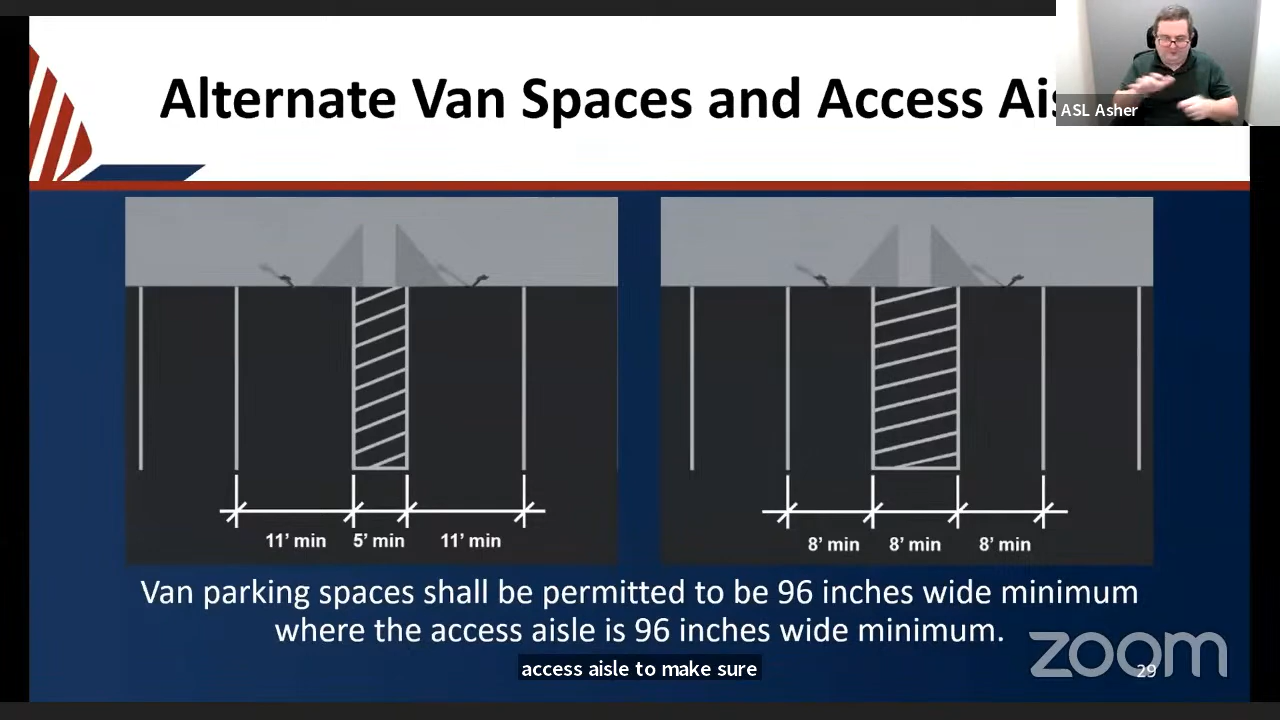 Alternate Van Spaces and Access Ais
ASL Asher
11' min 5' min 11' min
8' min 8' min 8' min
Van parking spaces shall be permitted to be 96 inches wide minimum
where the access aisle is 96 inches wide minimum.
access aisle to make sure
zoom
29